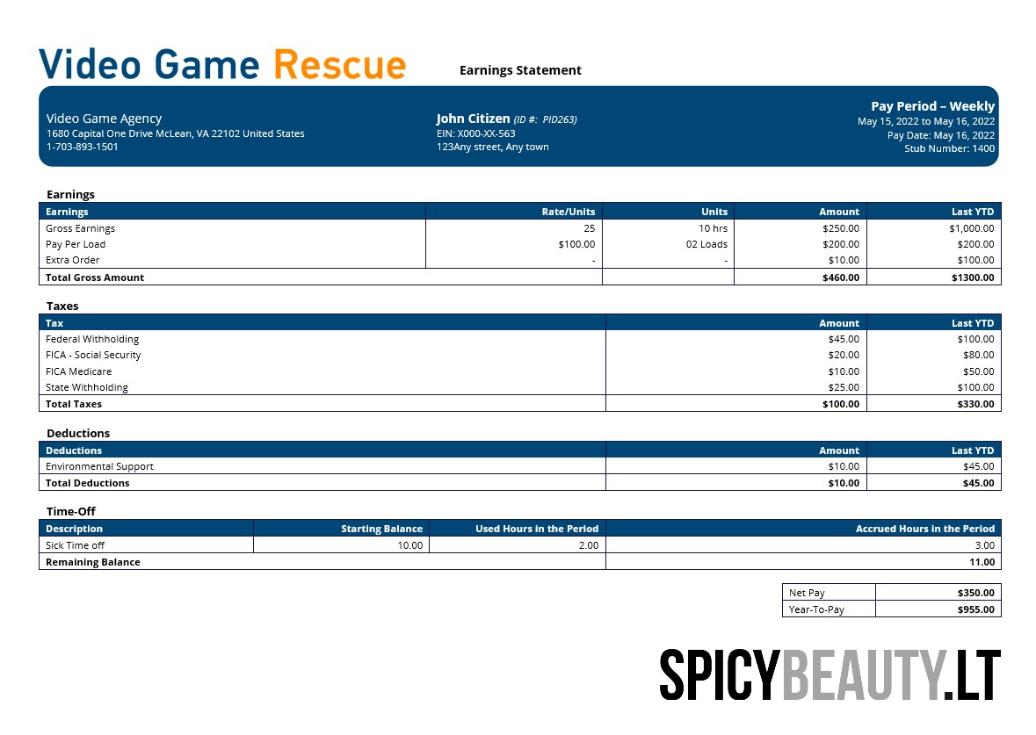 Video Game Rescue Earnings Statement
Video Game Agency John Citizen (ID #: PID263) Pay Period – Weekly
1680 Capital One Drive McLean, VA 22102 United States EIN: X000-XX-563 May 15, 2022 to May 16, 2022
1-703-893-1501 123Any street, Any town Pay Date: May 16, 2022
Stub Number: 1400
Earnings
Earnings Rate/Units Units Amount Last YTD
Gross Earnings 25 10 hrs $250.00 $1,000.00
Pay Per Load $100.00 02 Loads $200.00 $200.00
Extra Order - - $10.00 $100.00
Total Gross Amount $460.00 $1300.00
Taxes
Tax Amount Last YTD
Federal Withholding $45.00 $100.00
FICA - Social Security $20.00 $80.00
FICA Medicare $10.00 $50.00
State Withholding $25.00 $100.00
Total Taxes $100.00 $330.00
Deductions
Deductions Amount Last YTD
Environmental Support $10.00 $45.00
Total Deductions $10.00 $45.00
Time-Off
Description Starting Balance Used Hours in the Period Accrued Hours in the Period
Sick Time off 10.00 2.00 3.00
Remaining Balance 11.00
Net Pay $350.00
Year-To-Pay $955.00
SPICYBEAUTY.LT